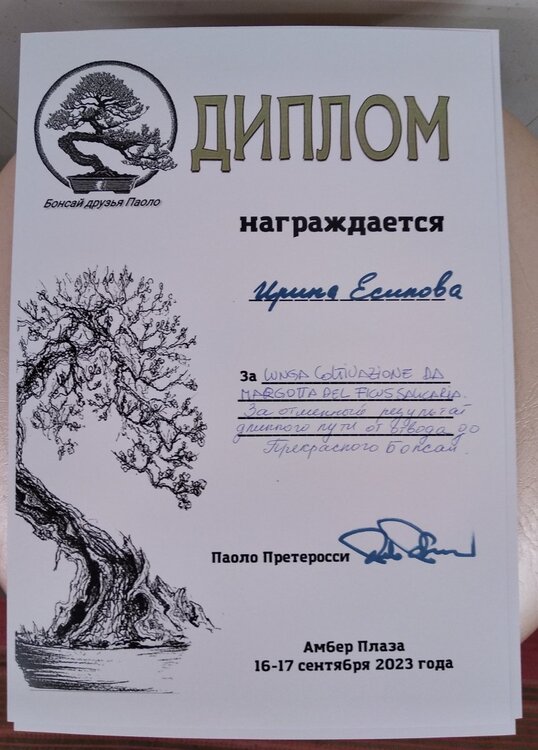 ДИПЛОМ
Бонсай друзья Паоло
награждается
Ирина Есипова
За LUNGA COLTIVAZIONE DA
MARGOTTA DEL FICUS SALICARIA.
За отменный результат
длинного пути от отвода до
Прекрасного Бонсай.
Паоло Претеросси
Амбер Плаза
16-17 сентября 2023 года